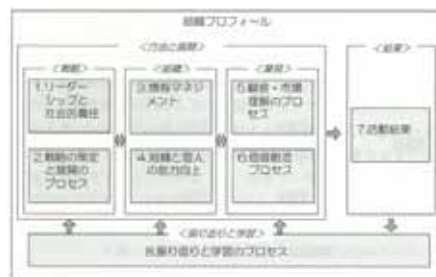 組織プロフィール
<方法と展開>
<結果>
<戦略>
<組織>
<運営>
1.リーダー
シップと
社会的責任
3.情報マネジ
メント
5.顧客・市場
理解のプロ
セス
7.活動結果
2.戦略の策定
と展開の
プロセス
4.組織と個人
の能力向上
6.価値創造
プロセス
<振り返りと学習>
8.振り返りと学習のプロセス